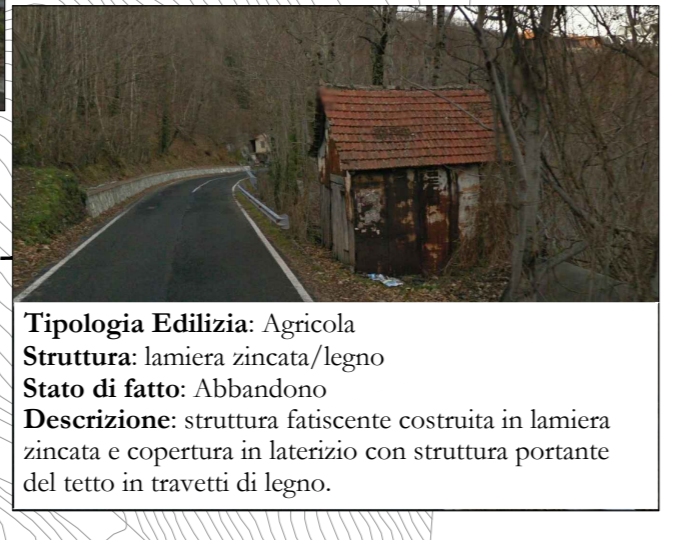 Tipologia Edilizia: Agricola
Struttura: lamiera zincata/legno
Stato di fatto: Abbandono
Descrizione: struttura fatiscente costruita in lamiera
zincata e copertura in laterizio con struttura portante
del tetto in travetti di legno.